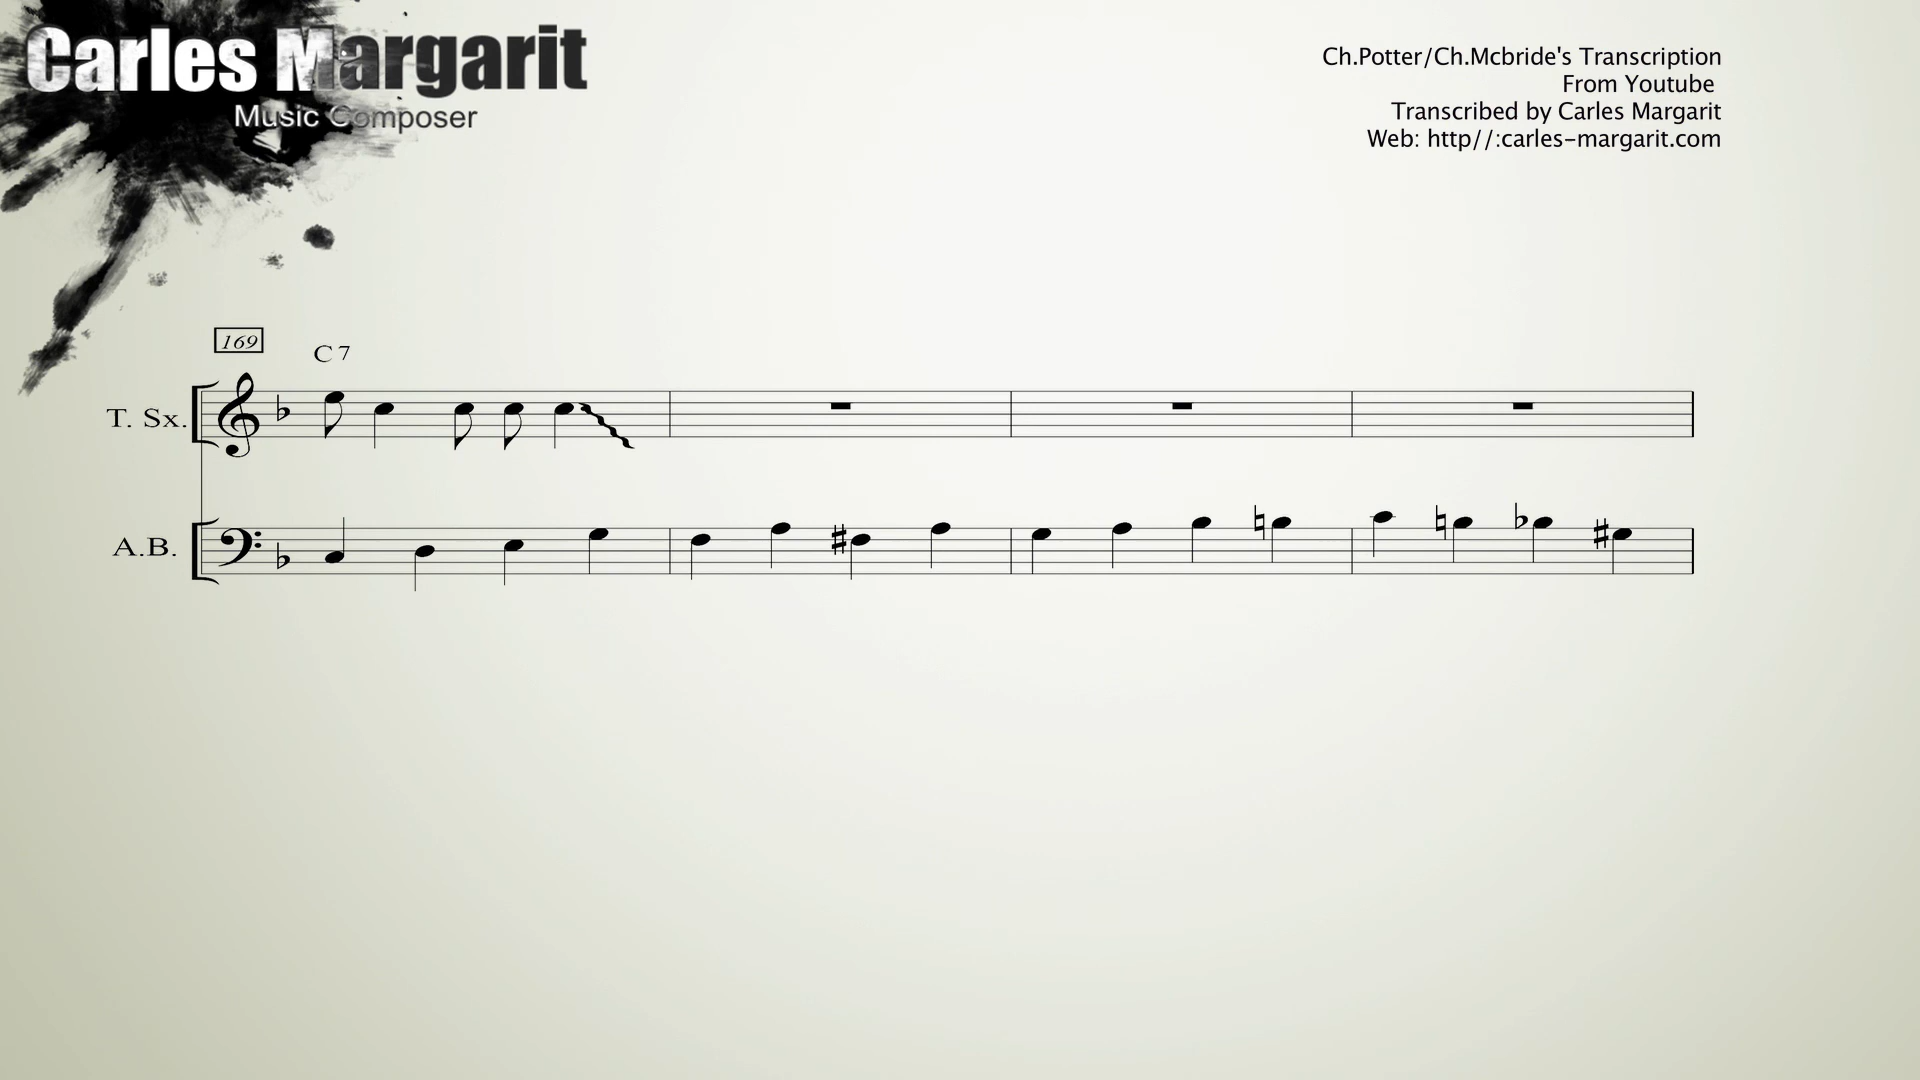 Carles Margarit
Music Composer
Ch.Potter/Ch.Mcbride's Transcription
From Youtube
Transcribed by Carles Margarit
Web: http//:carles-margarit.com
169
C 7
T. Sx.
A.B.